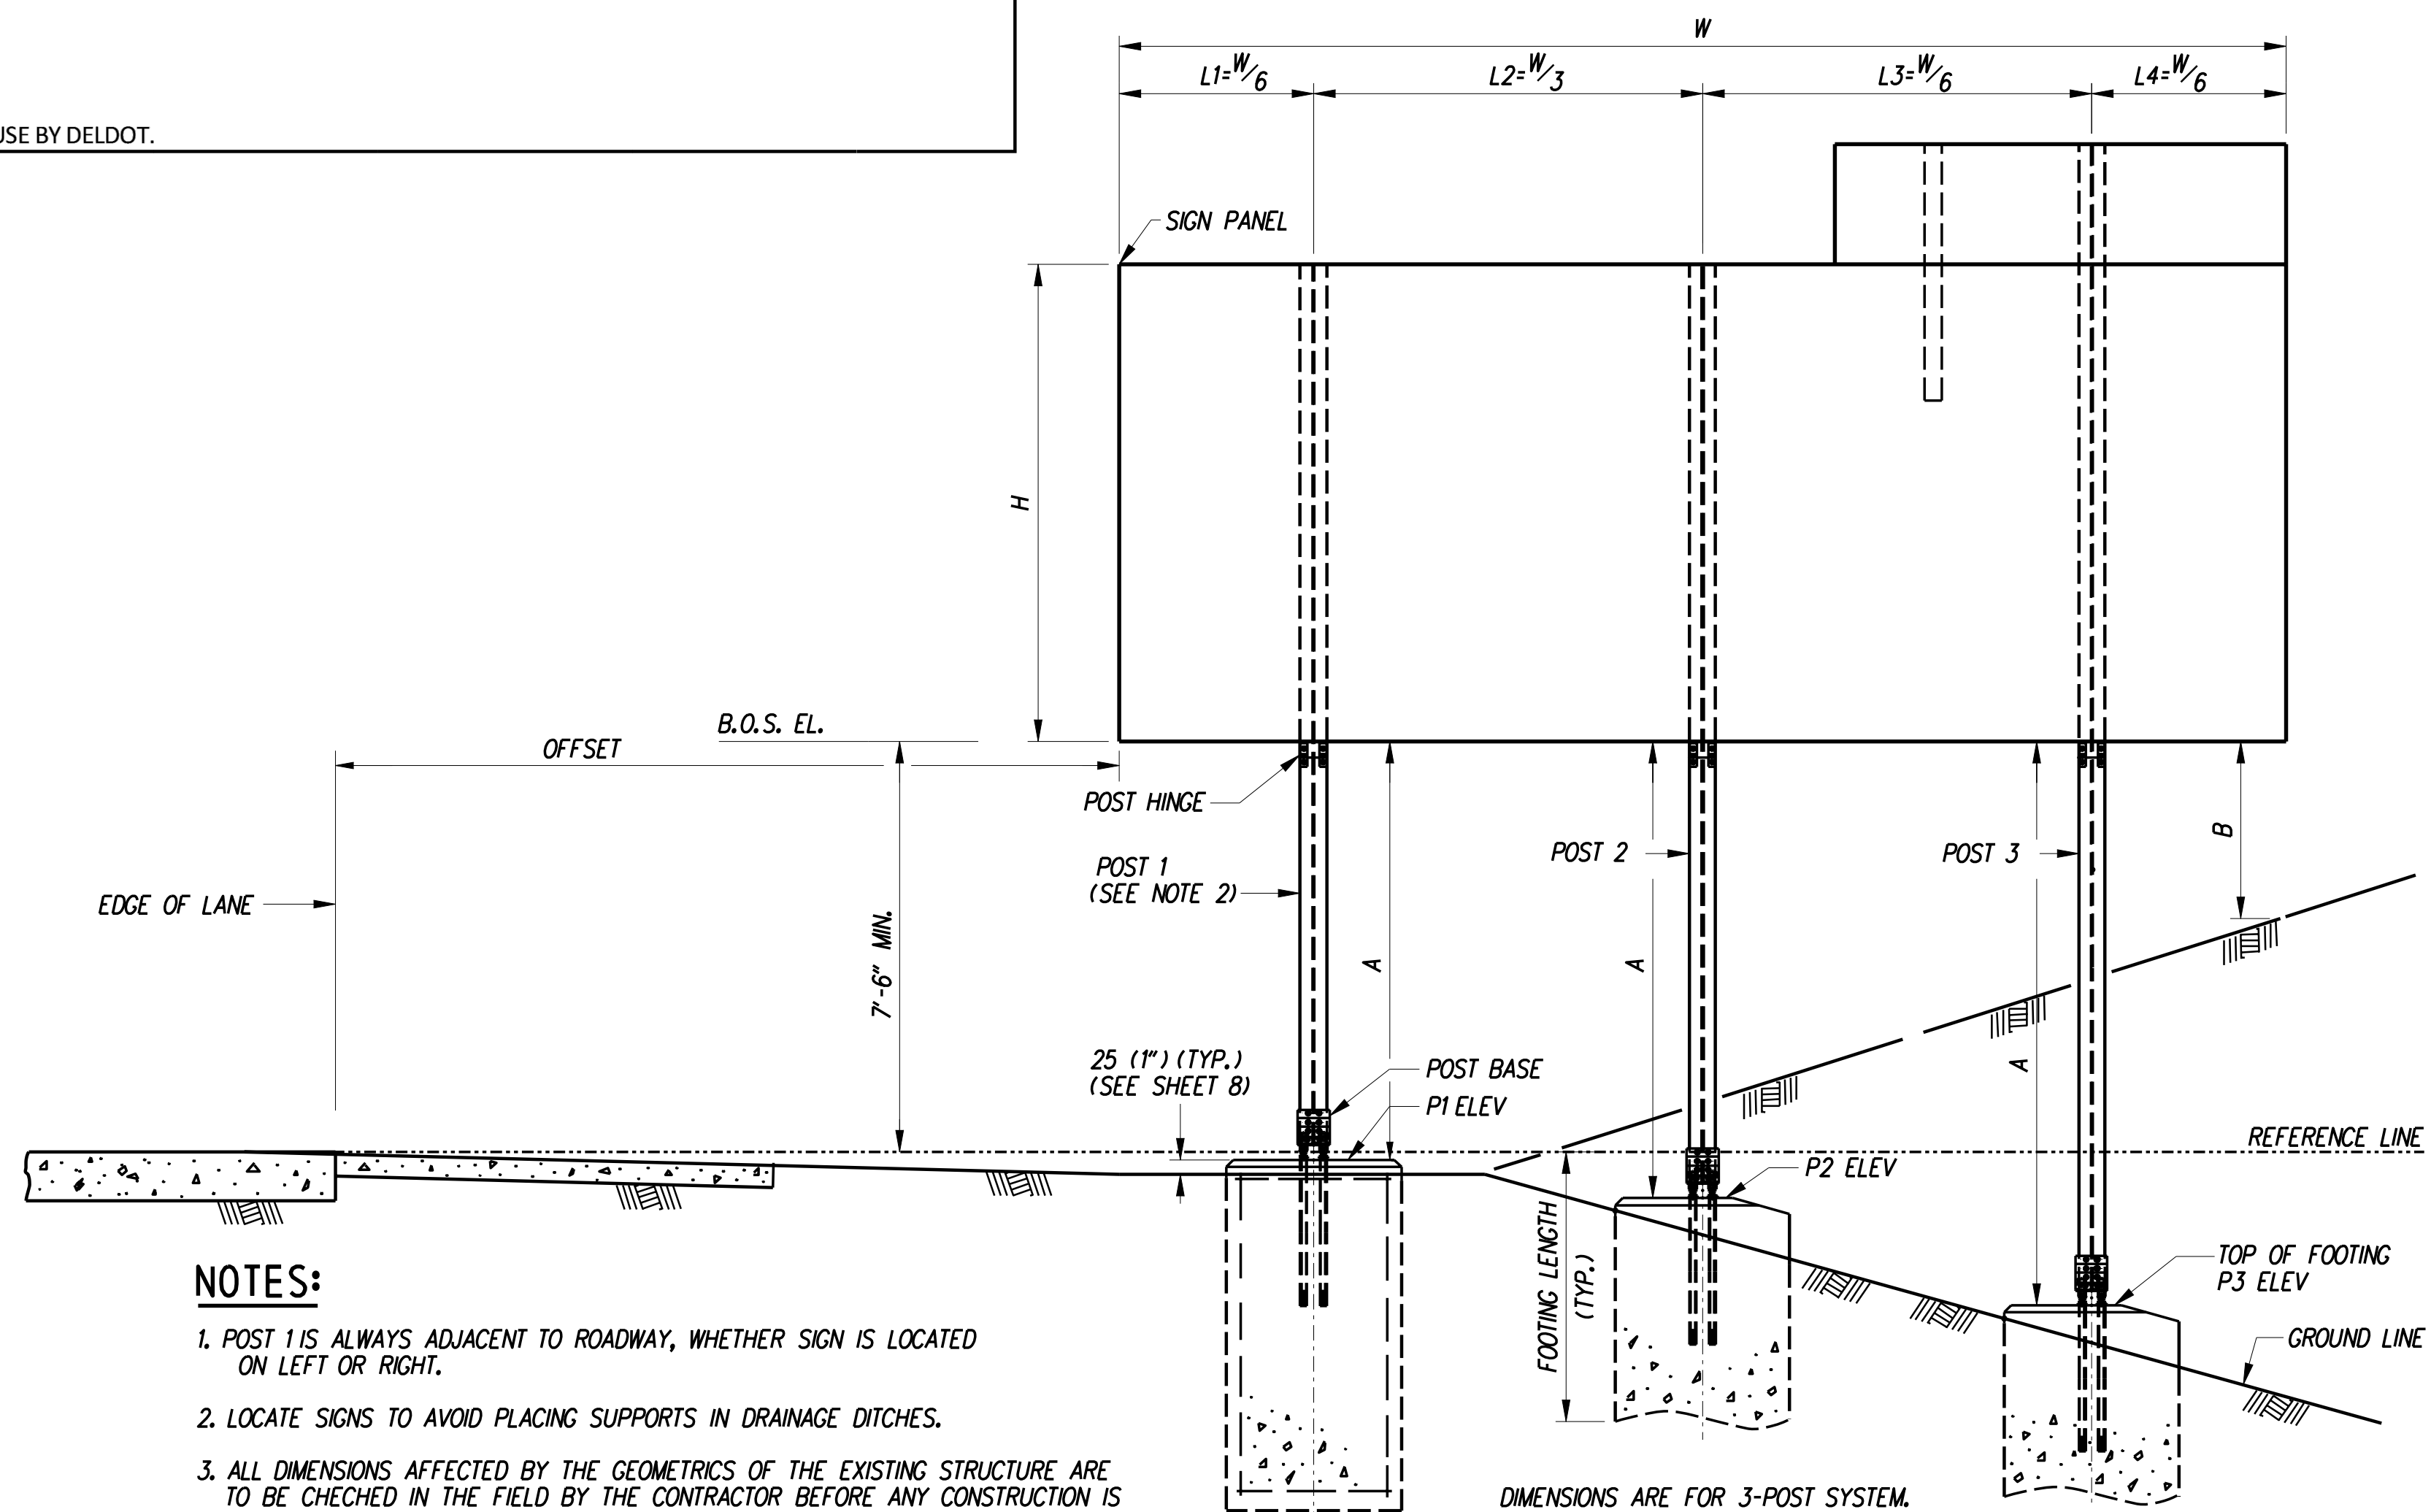 USE BY DELDOT.
W
L1=W/6
L2=W/3
L3=W/6
L4=W/6
SIGN PANEL
H
B.O.S. EL.
OFFSET
POST HINGE
POST 1
(SEE NOTE 2)
POST 2
POST 3
B
EDGE OF LANE
7'-6" MIN.
A
A
A
25 (1") (TYP.)
(SEE SHEET 8)
POST BASE
P1 ELEV
REFERENCE LINE
P2 ELEV
FOOTING LENGTH
(TYP.)
TOP OF FOOTING
P3 ELEV
GROUND LINE
NOTES:
1. POST 1 IS ALWAYS ADJACENT TO ROADWAY, WHETHER SIGN IS LOCATED
ON LEFT OR RIGHT.
2. LOCATE SIGNS TO AVOID PLACING SUPPORTS IN DRAINAGE DITCHES.
3. ALL DIMENSIONS AFFECTED BY THE GEOMETRICS OF THE EXISTING STRUCTURE ARE
TO BE CHECHED IN THE FIELD BY THE CONTRACTOR BEFORE ANY CONSTRUCTION IS
DIMENSIONS ARE FOR 3-POST SYSTEM.